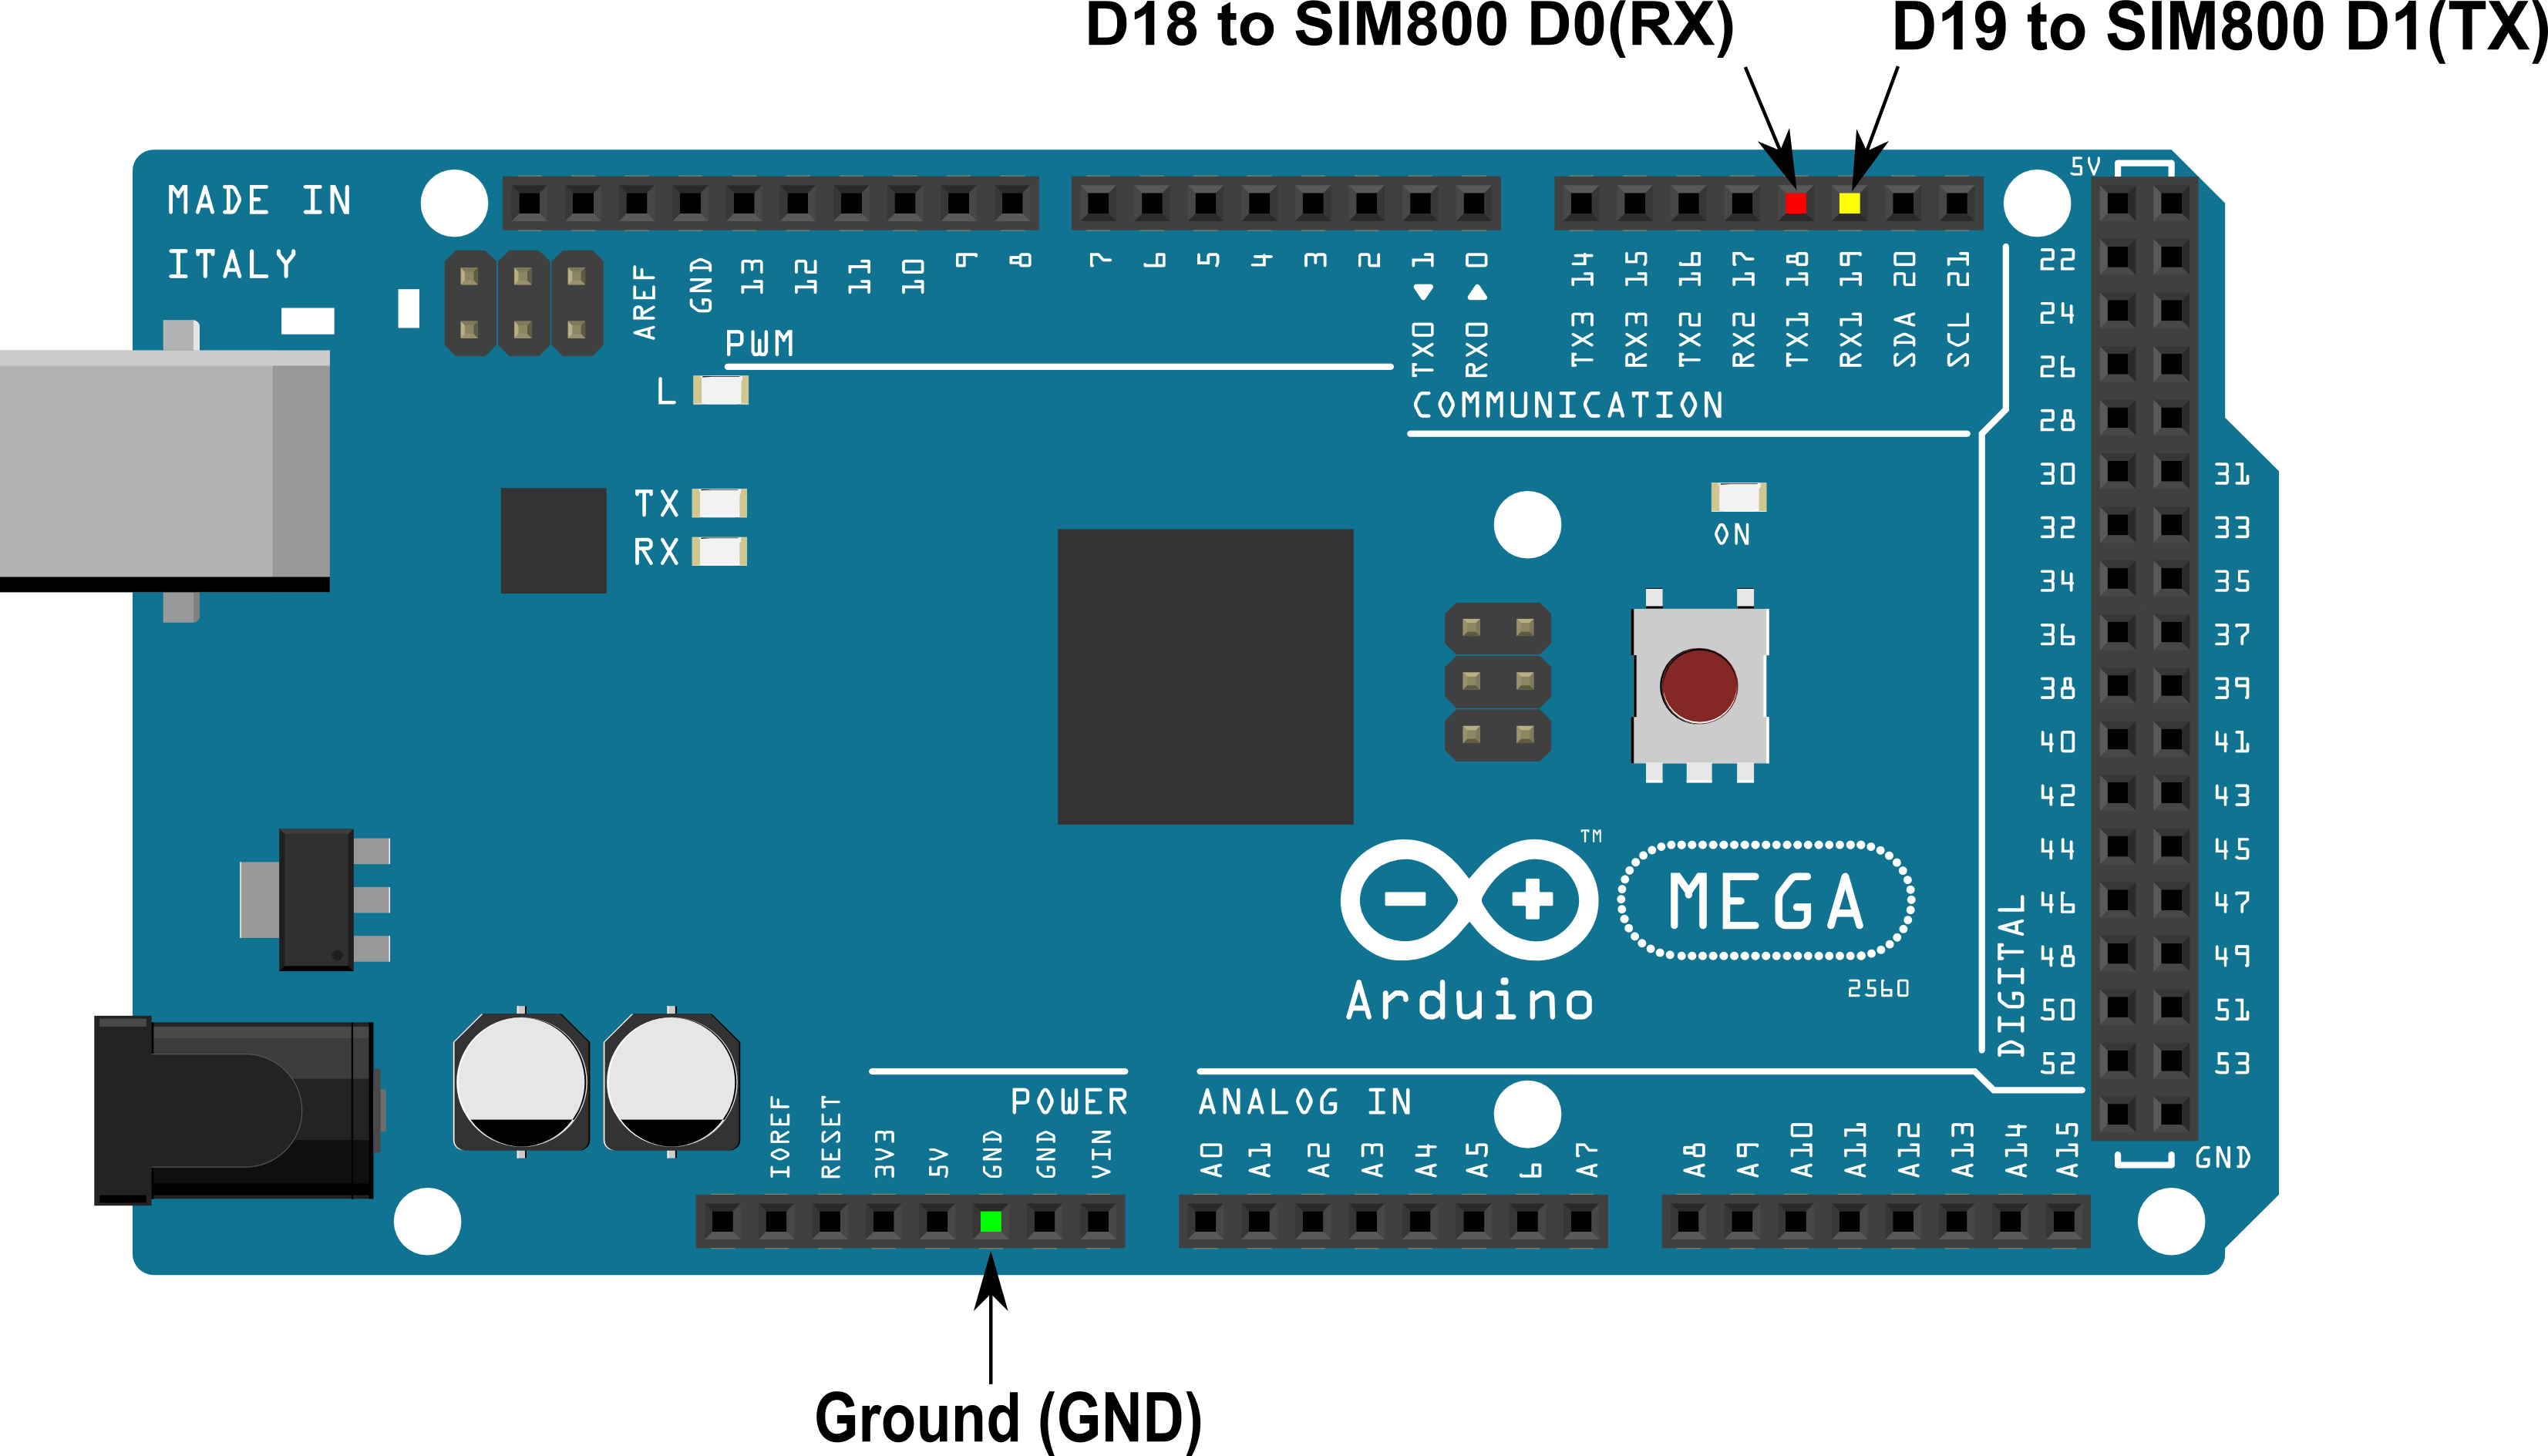 D18 to SIM800 D0(RX)
D19 to SIM800 D1(TX)
MADE IN
ITALY
5V
AREF
GND
13
12
11
10
9
8
7
6
5
4
3
2
TX0 1
RX0 0
TX3 14
RX3 15
TX2 16
RX2 17
TX1 18
RX1 19
SDA 20
SCL 21
PWM
COMMUNICATION
L
TX
RX
ON
22
24
26
28
30 31
32 33
34 35
36 37
38 39
40 41
42 43
44 45
46 47
48 49
50 51
52 53
DIGITAL
GND
TM
MEGA
Arduino
2560
POWER
ANALOG IN
IOREF
RESET
3V3
5V
GND
GND
VIN
A0
A1
A2
A3
A4
A5
6
A7
A8
A9
A10
A11
A12
A13
A14
A15
Ground (GND)